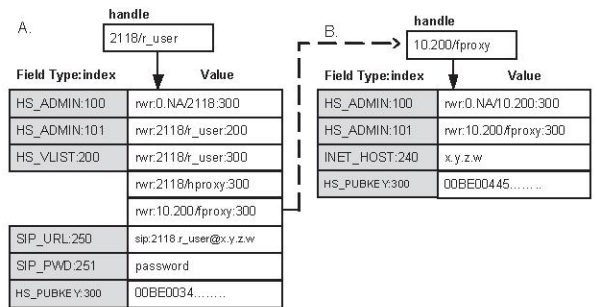 A.
handle
2118/r_user
Field Type:index Value
HS_ADMIN:100 rwr:0.NA/2118:300
HS_ADMIN:101 rwr:2118/r_user:200
HS_VLIST:200 rwr:2118/r_user:300
rwr:2118/hproxy:300
rwr:10.200/fproxy:300
SIP_URL:250 sip:2118.r_user@x.y.z.w
SIP_PWD:251 password
HS_PUBKEY:300 00BE0034........
B.
handle
10.200/fproxy
Field Type:index Value
HS_ADMIN:100 rwr:0.NA/10.200:300
HS_ADMIN:101 rwr:10.200/fproxy:300
INET_HOST:240 x.y.z.w
HS_PUBKEY:300 00BE00445........